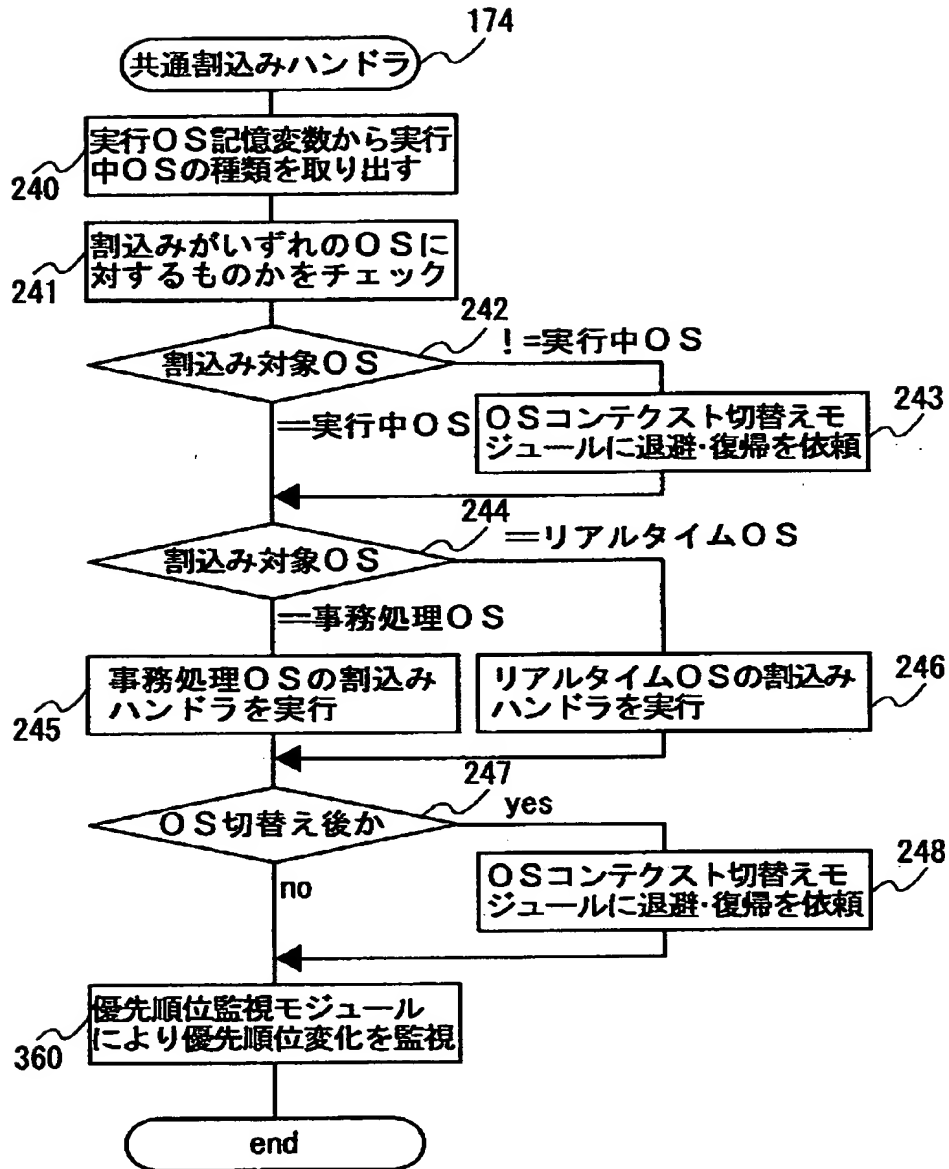 174
共通割込みハンドラ
実行OS記憶変数から実行
中OSの種類を取り出す
240
割込みがいずれのOSに
対するものかをチェック
241
242
割込み対象OS
!=実行中OS
==実行中OS
OSコンテクスト切替えモ
ジュールに退避・復帰を依頼
243
244
割込み対象OS
==リアルタイムOS
==事務処理OS
事務処理OSの割込み
ハンドラを実行
245
リアルタイムOSの割込み
ハンドラを実行
246
247
OS切替え後か
yes
no
OSコンテクスト切替えモ
ジュールに退避・復帰を依頼
248
優先順位監視モジュール
により優先順位変化を監視
360
end